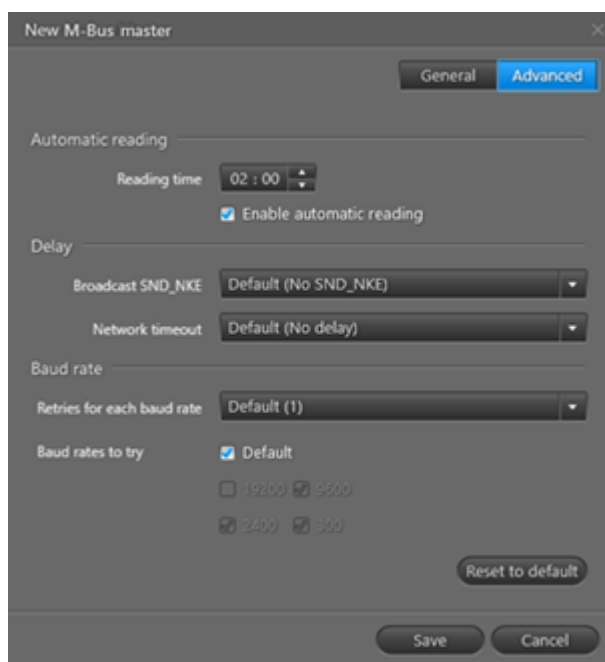 New M-Bus master
General Advanced
Automatic reading
Reading time 02 : 00
Enable automatic reading
Delay
Broadcast SND_NKE Default (No SND_NKE)
Network timeout Default (No delay)
Baud rate
Retries for each baud rate Default (1)
Baud rates to try Default
19200 9600
2400 300
Reset to default
Save Cancel